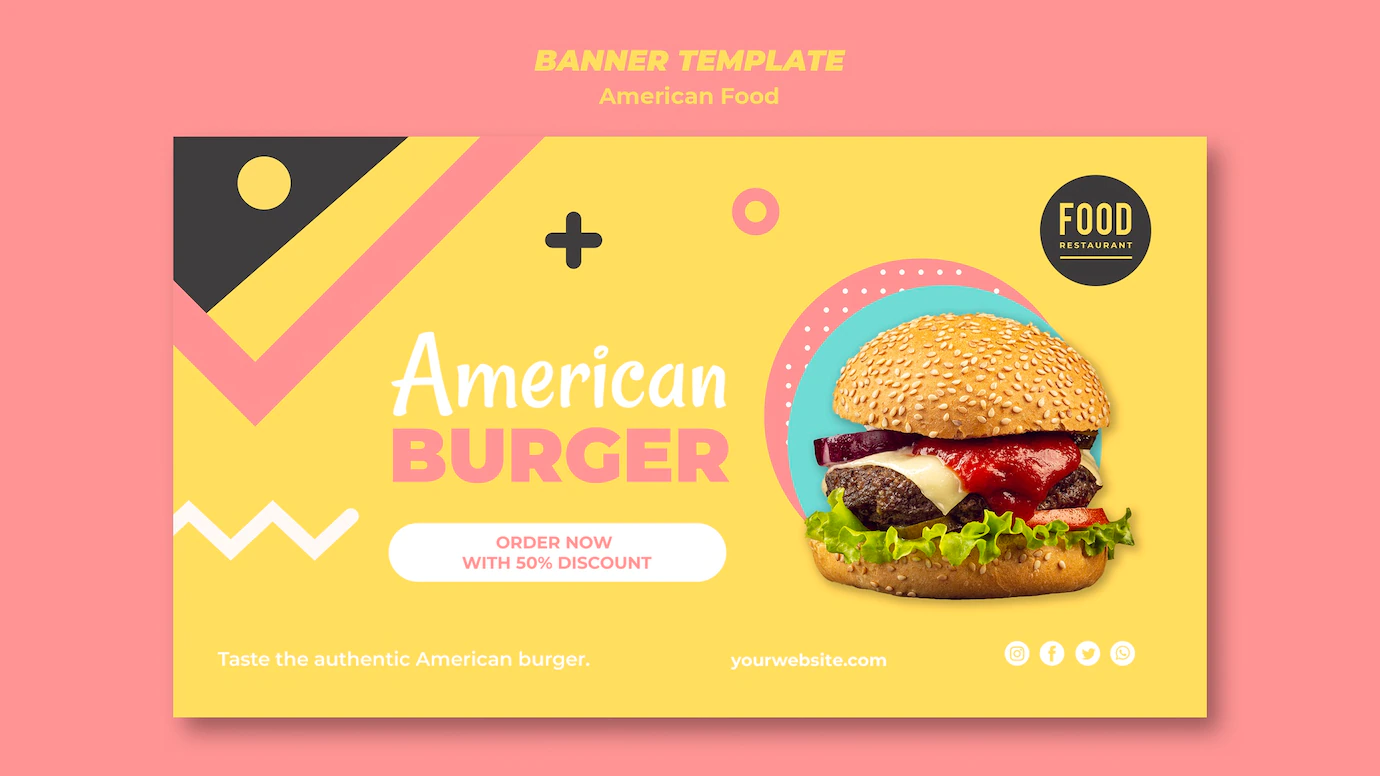 BANNER TEMPLATE
American Food
FOOD
RESTAURANT
American
BURGER
ORDER NOW
WITH 50% DISCOUNT
Taste the authentic American burger.
yourwebsite.com